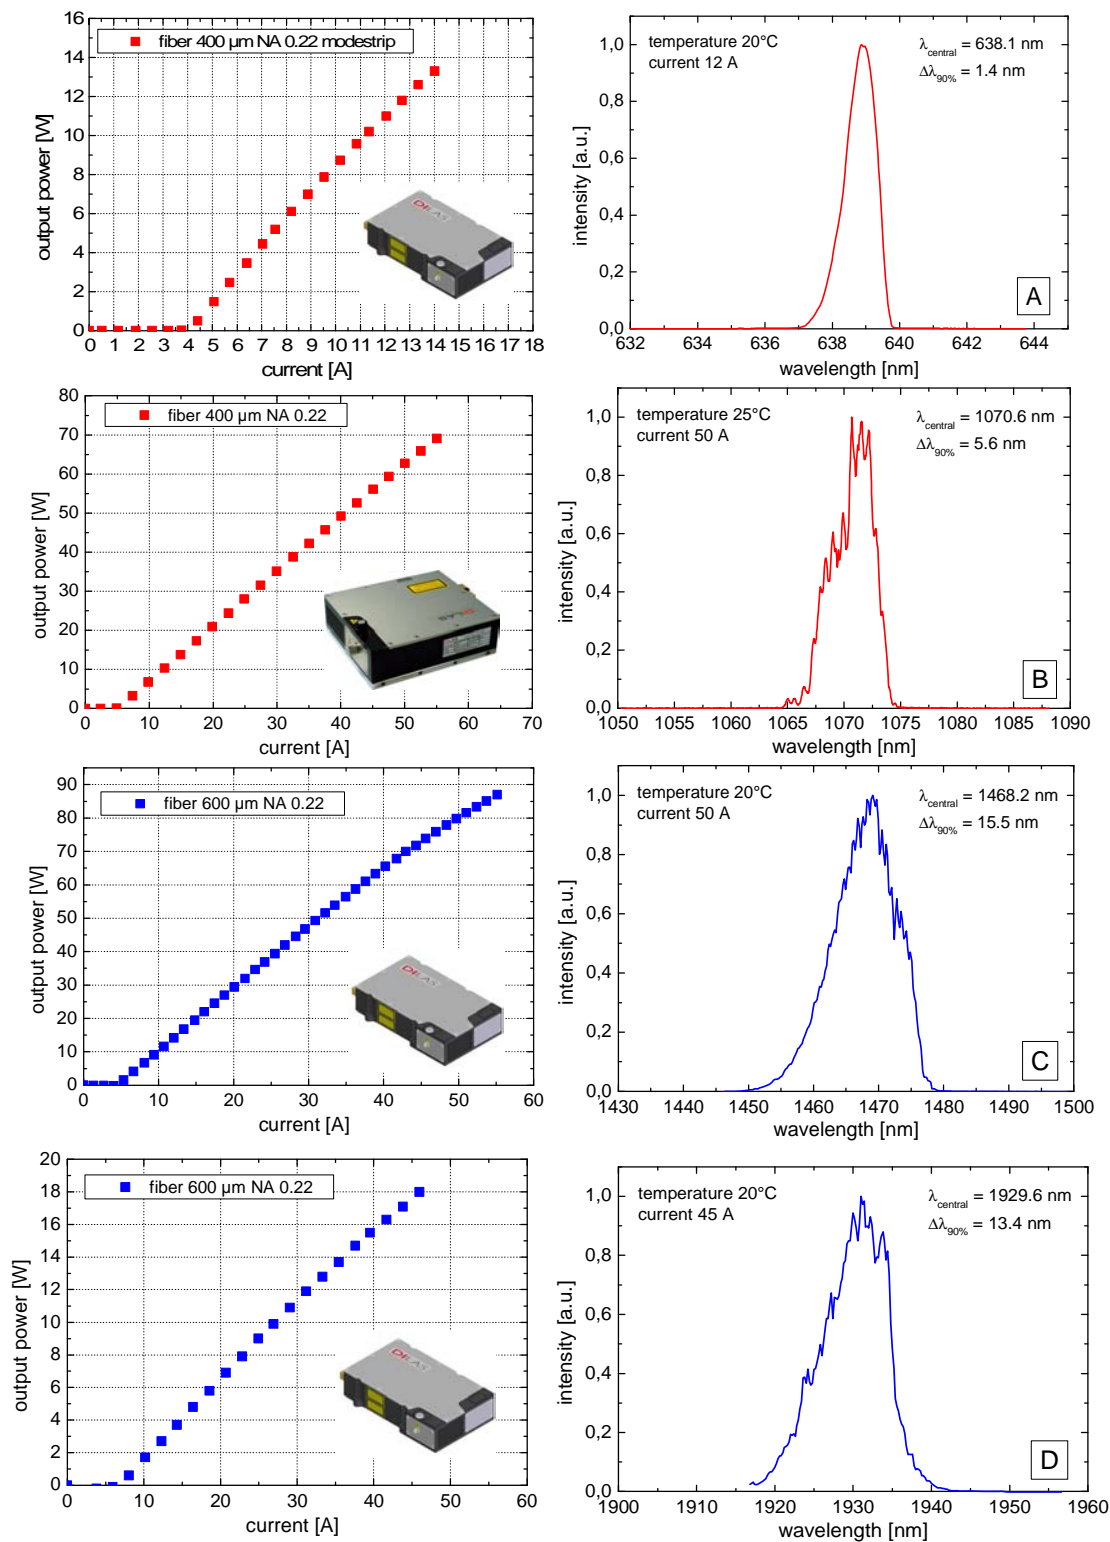 16
14
12
10
8
6
4
2
0
output power [W]
fiber 400 µm NA 0.22 modestrip
DILAS
0 1 2 3 4 5 6 7 8 9 10 11 12 13 14 15 16 17 18
current [A]
temperature 20°C
current 12 A
λcentral = 638.1 nm
Δλ90% = 1.4 nm
1,0
0,8
0,6
0,4
0,2
0,0
intensity [a.u.]
A
632 634 636 638 640 642 644
wavelength [nm]
80
70
60
50
40
30
20
10
0
output power [W]
fiber 400 µm NA 0.22
DILAS
0 10 20 30 40 50 60 70
current [A]
temperature 25°C
current 50 A
λcentral = 1070.6 nm
Δλ90% = 5.6 nm
1,0
0,8
0,6
0,4
0,2
0,0
intensity [a.u.]
B
1050 1055 1060 1065 1070 1075 1080 1085 1090
wavelength [nm]
90
80
70
60
50
40
30
20
10
0
output power [W]
fiber 600 µm NA 0.22
DILAS
0 10 20 30 40 50 60
current [A]
temperature 20°C
current 50 A
λcentral = 1468.2 nm
Δλ90% = 15.5 nm
1,0
0,8
0,6
0,4
0,2
0,0
intensity [a.u.]
C
1430 1440 1450 1460 1470 1480 1490 1500
wavelength [nm]
20
18
16
14
12
10
8
6
4
2
0
output power [W]
fiber 600 µm NA 0.22
DILAS
0 10 20 30 40 50 60
current [A]
temperature 20°C
current 45 A
λcentral = 1929.6 nm
Δλ90% = 13.4 nm
1,0
0,8
0,6
0,4
0,2
0,0
intensity [a.u.]
D
1900 1910 1920 1930 1940 1950 1960
wavelength [nm]